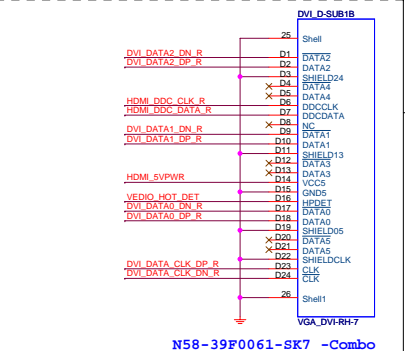 DVI_D-SUB1B
25 Shell
DVI_DATA2_DN_R D1 DATA2
DVI_DATA2_DP_R D2 DATA2
D3 SHIELD24
D4 DATA4
D5 DATA4
HDMI_DDC_CLK_R D6 DDCCLK
HDMI_DDC_DATA_R D7 DDCDATA
D8 NC
DVI_DATA1_DN_R D9 DATA1
DVI_DATA1_DP_R D10 DATA1
D11 SHIELD13
D12 DATA3
D13 DATA3
HDMI_5VPWR D14 VCC5
D15 GND5
VEDIO_HOT_DET D16 HPDET
DVI_DATA0_DN_R D17 DATA0
DVI_DATA0_DP_R D18 DATA0
D19 SHIELD05
D20 DATA5
D21 DATA5
D22 SHIELDCLK
DVI_DATA_CLK_DP_R D23 CLK
DVI_DATA_CLK_DN_R D24 CLK
26 Shell1
VGA_DVI-RH-7
N58-39F0061-SK7 -Combo